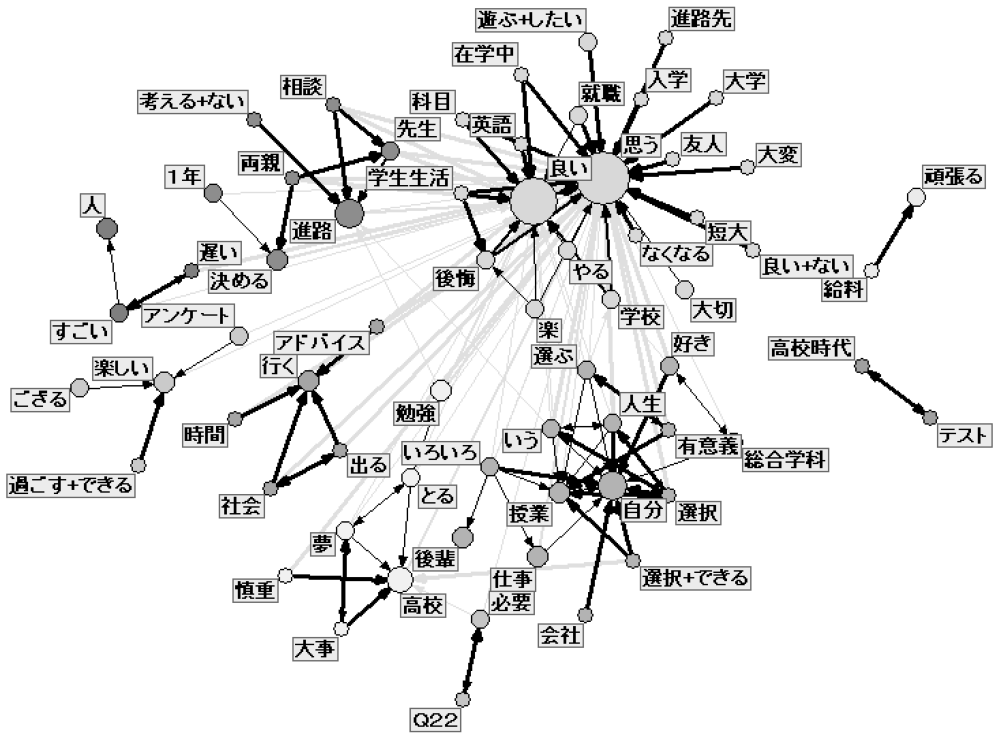 遊ぶ+したい
進路先
在学中
相談
入学
大学
考える+ない
科目
就職
英語
先生
思う
友人
両親
学生生活
良い
大変
1年
頑張る
人
進路
短大
なくなる
遅い
決める
後悔
やる
良い+ない
給料
アンケート
学校
大切
すごい
楽
アドバイス
選ぶ
好き
高校時代
楽しい
行く
ござる
勉強
人生
時間
いう
有意義
テスト
いろいろ
総合学科
過ごす+できる
出る
社会
とる
授業
自分
選択
夢
後輩
仕事
選択+できる
慎重
高校
必要
会社
大事
Q22